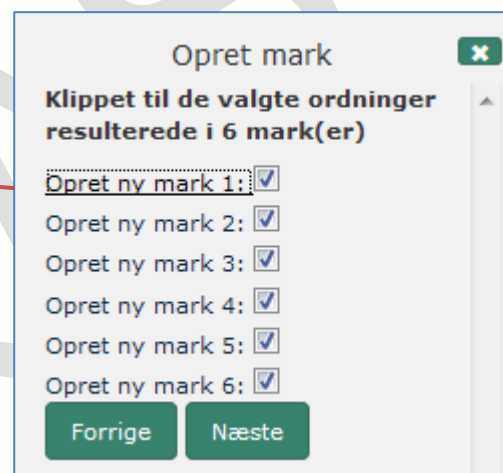 Opret mark
Klippet til de valgte ordninger
resulterede i 6 mark(er)
Opret ny mark 1:
Opret ny mark 2:
Opret ny mark 3:
Opret ny mark 4:
Opret ny mark 5:
Opret ny mark 6:
Forrige Næste